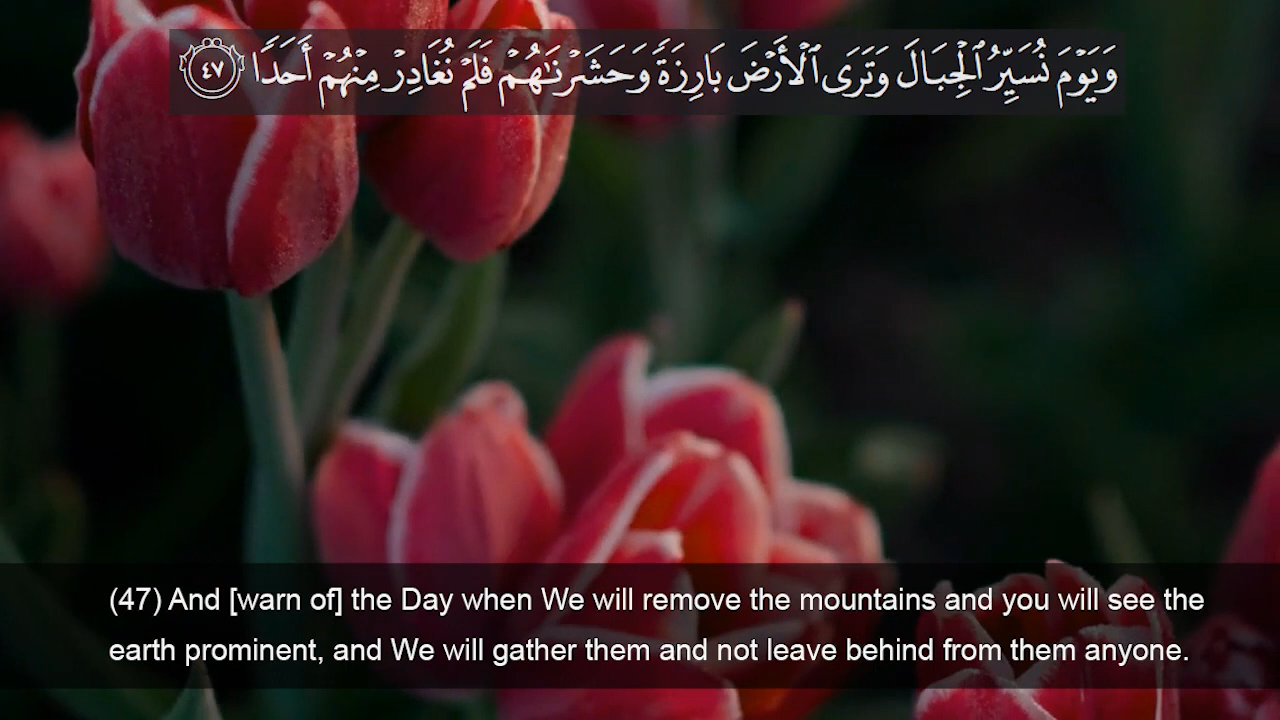 وَيَوْمَ نُسَيِّرُ ٱلْجِبَالَ وَتَرَى ٱلْأَرْضَ بَارِزَةً وَحَشَرْنَـٰهُمْ فَلَمْ نُغَادِرْ مِنْهُمْ أَحَدًا ٤٧
(47) And [warn of] the Day when We will remove the mountains and you will see the
earth prominent, and We will gather them and not leave behind from them anyone.